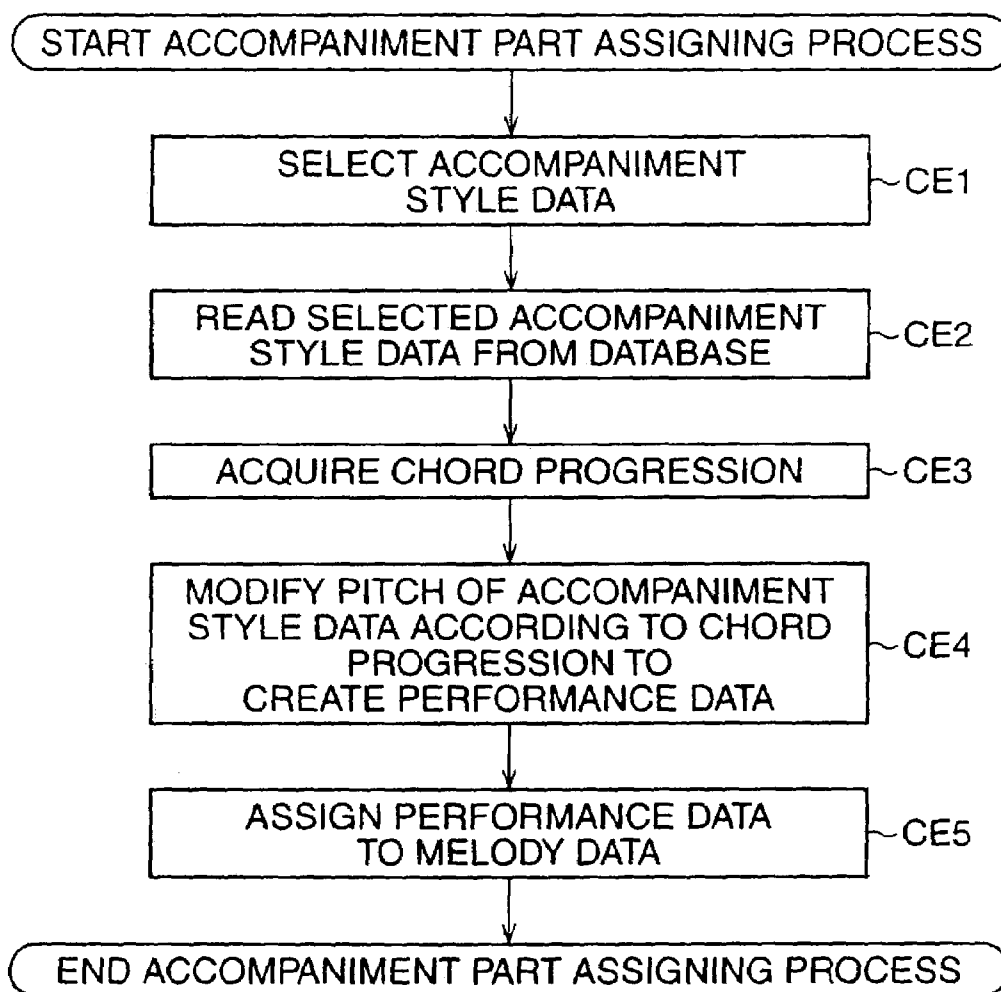 START ACCOMPANIMENT PART ASSIGNING PROCESS
SELECT ACCOMPANIMENT
STYLE DATA
CE1
READ SELECTED ACCOMPANIMENT
STYLE DATA FROM DATABASE
CE2
ACQUIRE CHORD PROGRESSION
CE3
MODIFY PITCH OF ACCOMPANIMENT
STYLE DATA ACCORDING TO CHORD
PROGRESSION TO
CREATE PERFORMANCE DATA
CE4
ASSIGN PERFORMANCE DATA
TO MELODY DATA
CE5
END ACCOMPANIMENT PART ASSIGNING PROCESS